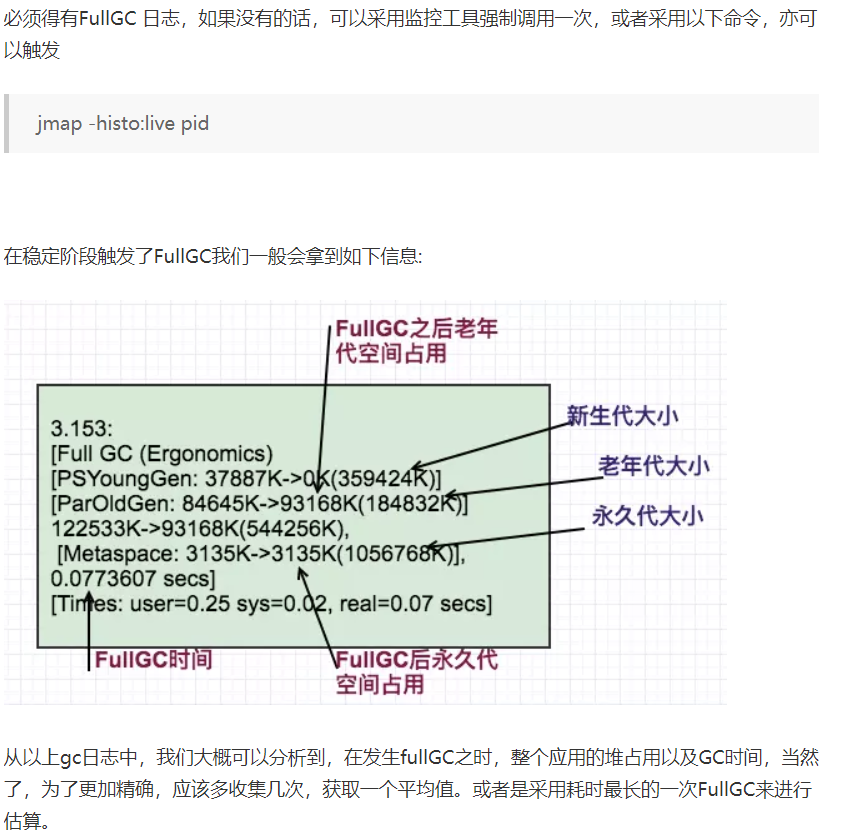 必须得有FullGC 日志，如果没有的话，可以采用监控工具强制调用一次，或者采用以下命令，亦可
以触发
jmap -histo:live pid
在稳定阶段触发了FullGC我们一般会拿到如下信息:
FullGC之后老年
代空间占用
新生代大小
老年代大小
永久代大小
3.153:
[Full GC (Ergonomics)
[PSYoungGen: 37887K->0K(359424K)]
[ParOldGen: 84645K->93168K(184832K)]
122533K->93168K(544256K),
[Metaspace: 3135K->3135K(1056768K)],
0.0773607 secs]
[Times: user=0.25 sys=0.02, real=0.07 secs]
FullGC时间
FullGC后永久代
空间占用
从以上gc日志中，我们大概可以分析到，在发生fullGC之时，整个应用的堆占用以及GC时间，当然
了，为了更加精确，应该多收集几次，获取一个平均值。或者是采用耗时最长的一次FullGC来进行
估算。